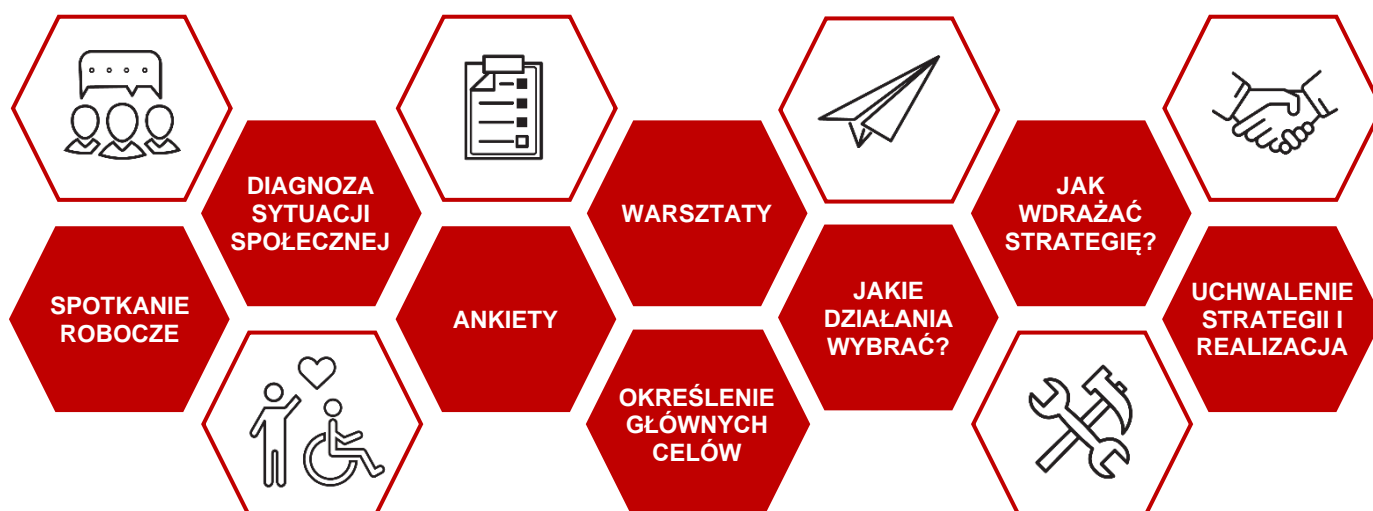 SPOTKANIE
ROBOCZE
DIAGNOZA
SYTUACJI
SPOŁECZNEJ
ANKIETY
WARSZTATY
OKREŚLENIE
GŁÓWNYCH
CELÓW
JAKIE
DZIAŁANIA
WYBRAĆ?
JAK
WDRAŻAĆ
STRATEGIĘ?
UCHWALENIE
STRATEGII I
REALIZACJA